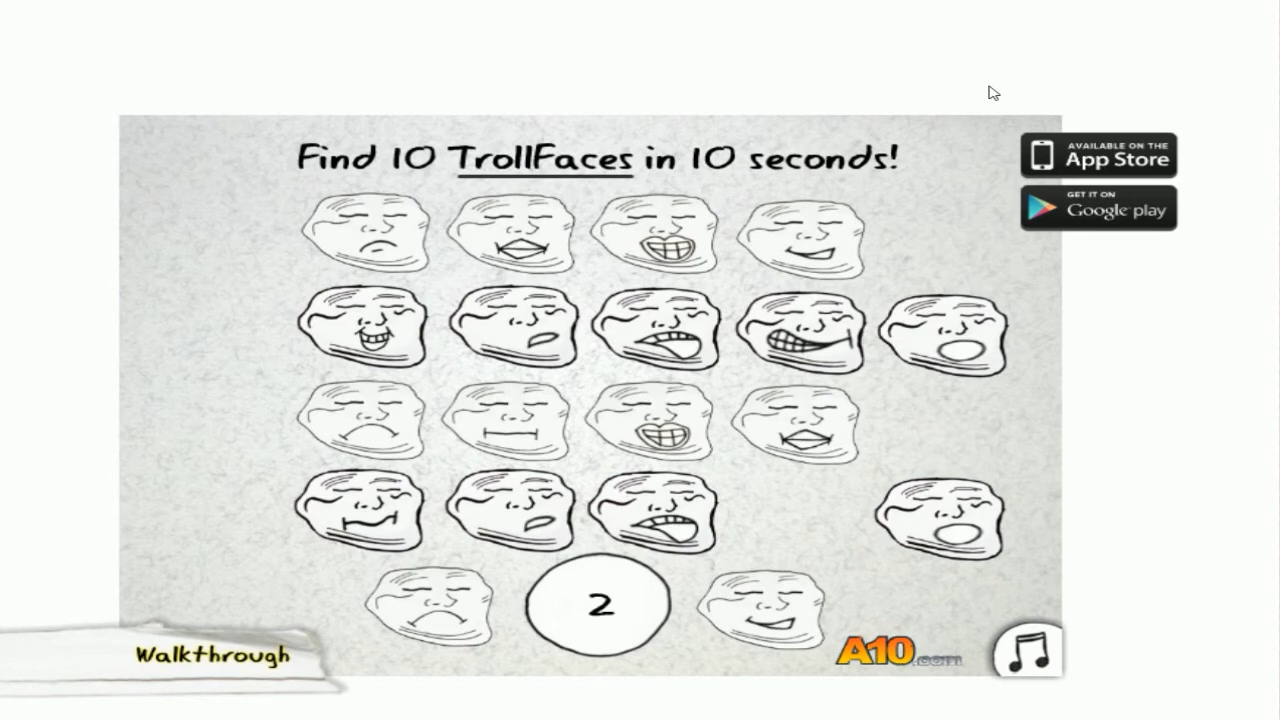 Find 10 TrollFaces in 10 seconds!
AVAILABLE ON THE
App Store
GET IT ON
Google play
2
Walkthrough
A10.com